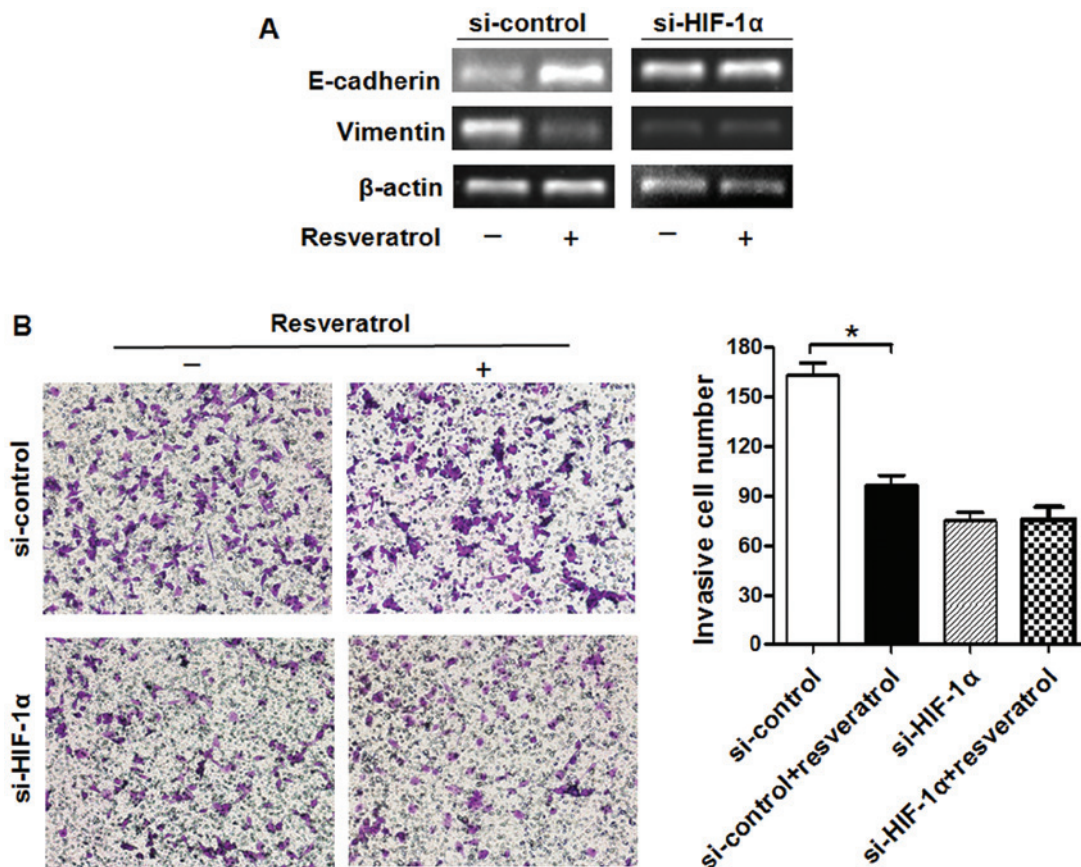 A
si-control
si-HIF-1α
E-cadherin
Vimentin
β-actin
Resveratrol
– + – +
B
Resveratrol
– +
si-control
si-HIF-1α
*
Invasive cell number
180
150
120
90
60
30
0
si-control
si-control+resveratrol
si-HIF-1α
si-HIF-1α+resveratrol